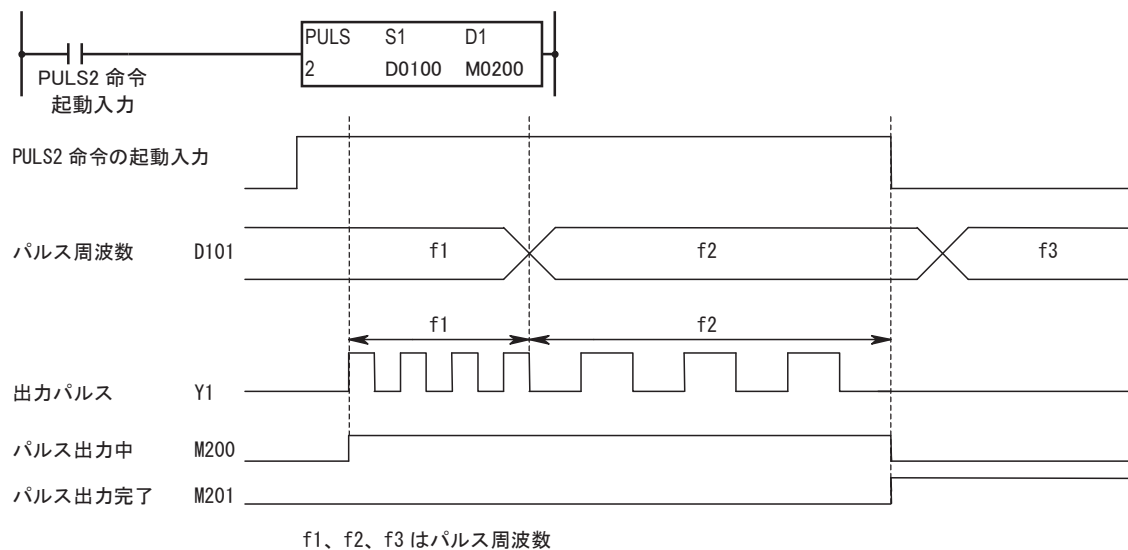 PULS S1 D1
2 D0100 M0200
PULS2 命令
起動入力
PULS2 命令の起動入力
パルス周波数 D101 f1 f2 f3
f1 f2
出力パルス Y1
パルス出力中 M200
パルス出力完了 M201
f1、f2、f3 はパルス周波数